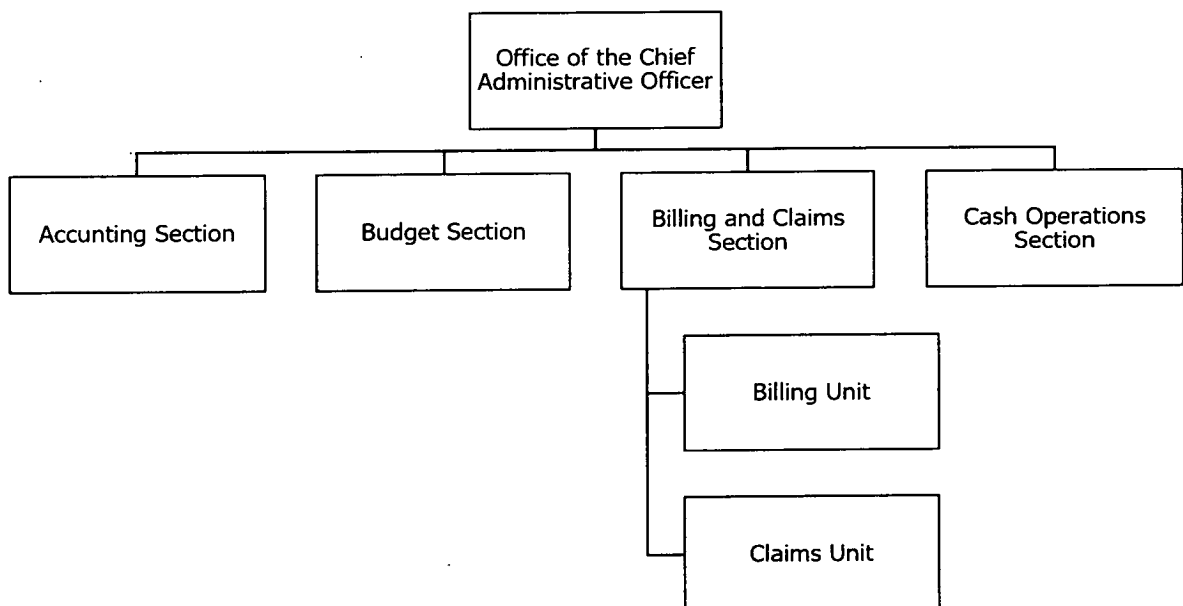 Office of the Chief
Administrative Officer
Accunting Section
Budget Section
Billing and Claims
Section
Cash Operations
Section
Billing Unit
Claims Unit